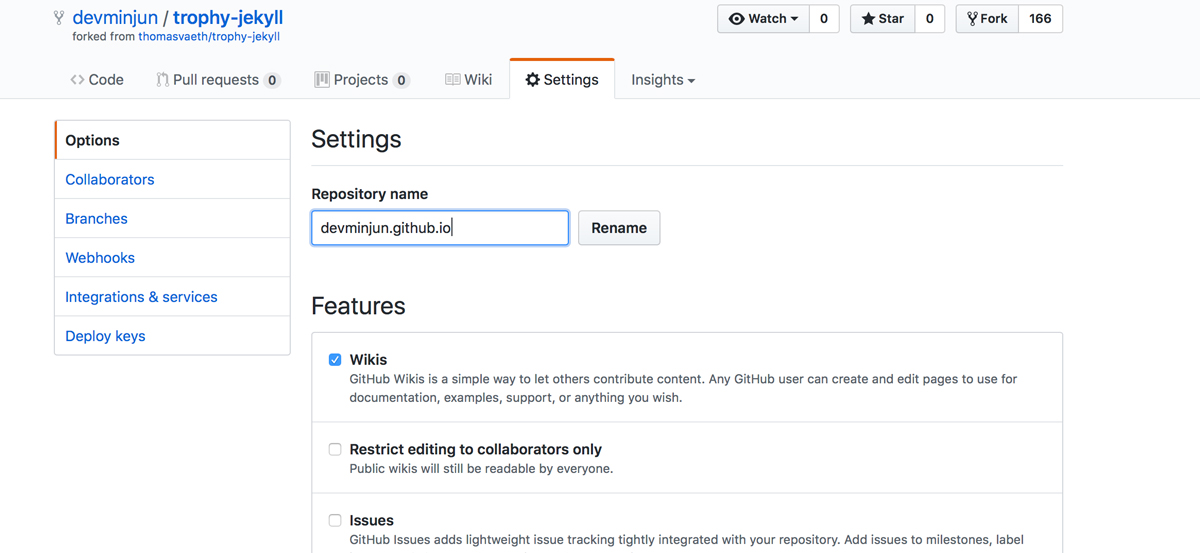 devminjun / trophy-jekyll
forked from thomasvaeth/trophy-jekyll
Watch 0
Star 0
Fork 166
Code
Pull requests 0
Projects 0
Wiki
Settings
Insights
Options
Collaborators
Branches
Webhooks
Integrations & services
Deploy keys
Settings
Repository name
devminjun.github.io
Rename
Features
Wikis
GitHub Wikis is a simple way to let others contribute content. Any GitHub user can create and edit pages to use for
documentation, examples, support, or anything you wish.
Restrict editing to collaborators only
Public wikis will still be readable by everyone.
Issues
GitHub Issues adds lightweight issue tracking tightly integrated with your repository. Add issues to milestones, label